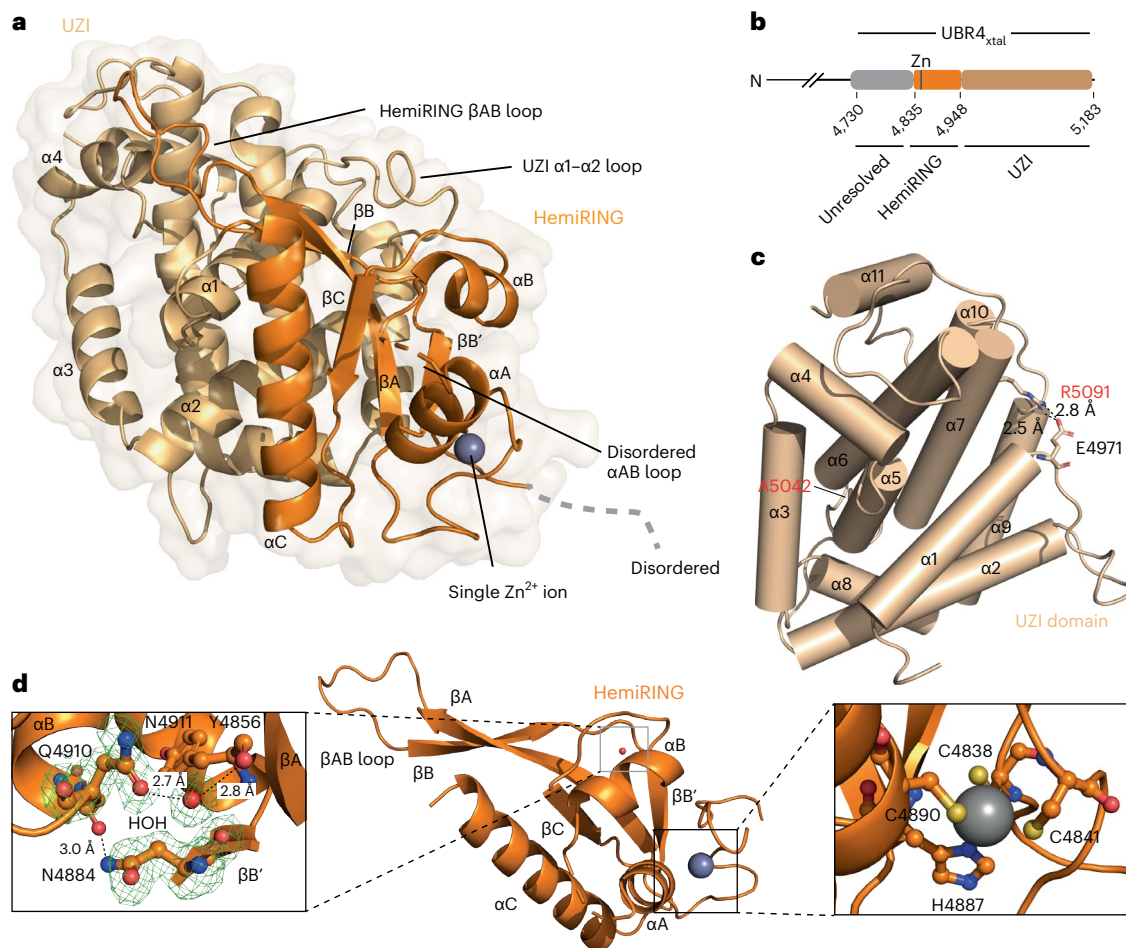 a
UZI
HemiRING βAB loop
UZI α1–α2 loop
HemiRING
α4
βB
αB
α1
βC
βB′
α3
βA
αA
α2
Disordered
αAB loop
αC
Disordered
Single Zn²⁺ ion
b
UBR4xtal
Zn
N
4,730
4,835
4,948
5,183
Unresolved
HemiRING
UZI
c
α11
α10
α4
R5091
2.8 Å
α7
2.5 Å
E4971
α6
α5
A5042
α3
α9
α1
α2
α8
UZI domain
d
αB
N4911
Y4856
Q4910
βA
2.7 Å
2.8 Å
HOH
3.0 Å
N4884
βB′
HemiRING
βA
αB
βAB loop
βB
βB′
βC
αC
αA
C4838
C4890
C4841
H4887